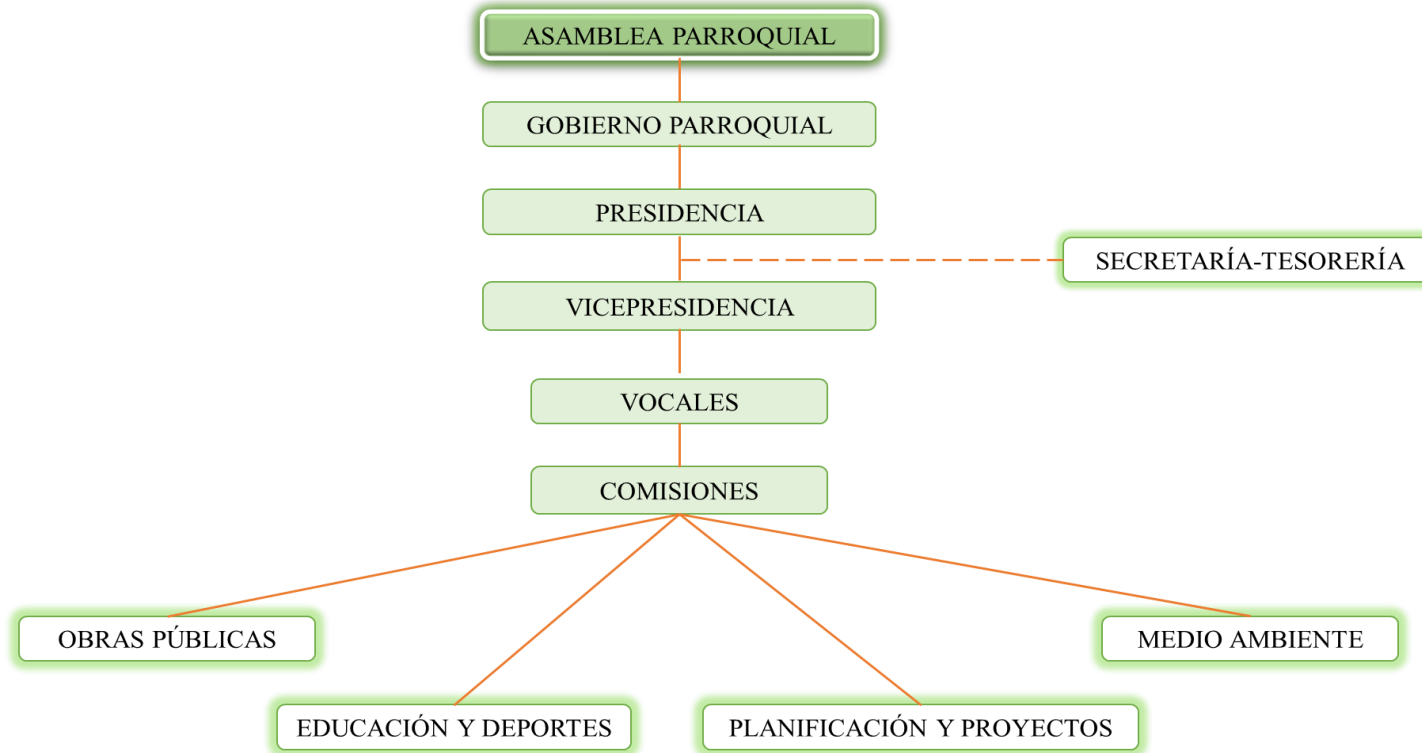 ASAMBLEA PARROQUIAL
GOBIERNO PARROQUIAL
PRESIDENCIA
SECRETARÍA-TESORERÍA
VICEPRESIDENCIA
VOCALES
COMISIONES
OBRAS PÚBLICAS
MEDIO AMBIENTE
EDUCACIÓN Y DEPORTES
PLANIFICACIÓN Y PROYECTOS